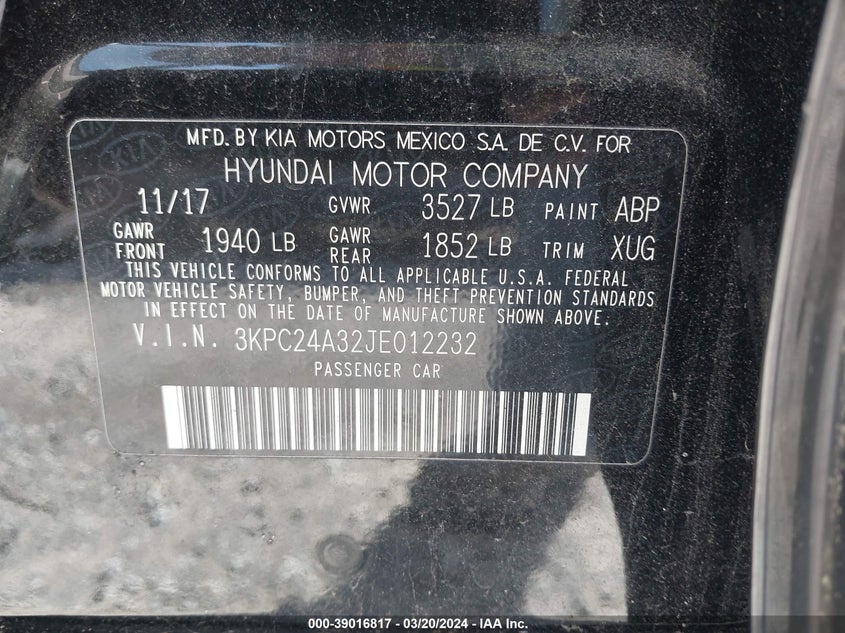 MFD. BY KIA MOTORS MEXICO S.A. DE C.V. FOR
HYUNDAI MOTOR COMPANY
11/17 GVWR 3527 LB PAINT ABP
GAWR FRONT 1940 LB GAWR REAR 1852 LB TRIM XUG
THIS VEHICLE CONFORMS TO ALL APPLICABLE U.S.A. FEDERAL
MOTOR VEHICLE SAFETY, BUMPER, AND THEFT PREVENTION STANDARDS
IN EFFECT ON THE DATE OF MANUFACTURE SHOWN ABOVE.
V.I.N. 3KPC24A32JE012232
PASSENGER CAR
000-39016817 - 03/20/2024 - IAA Inc.